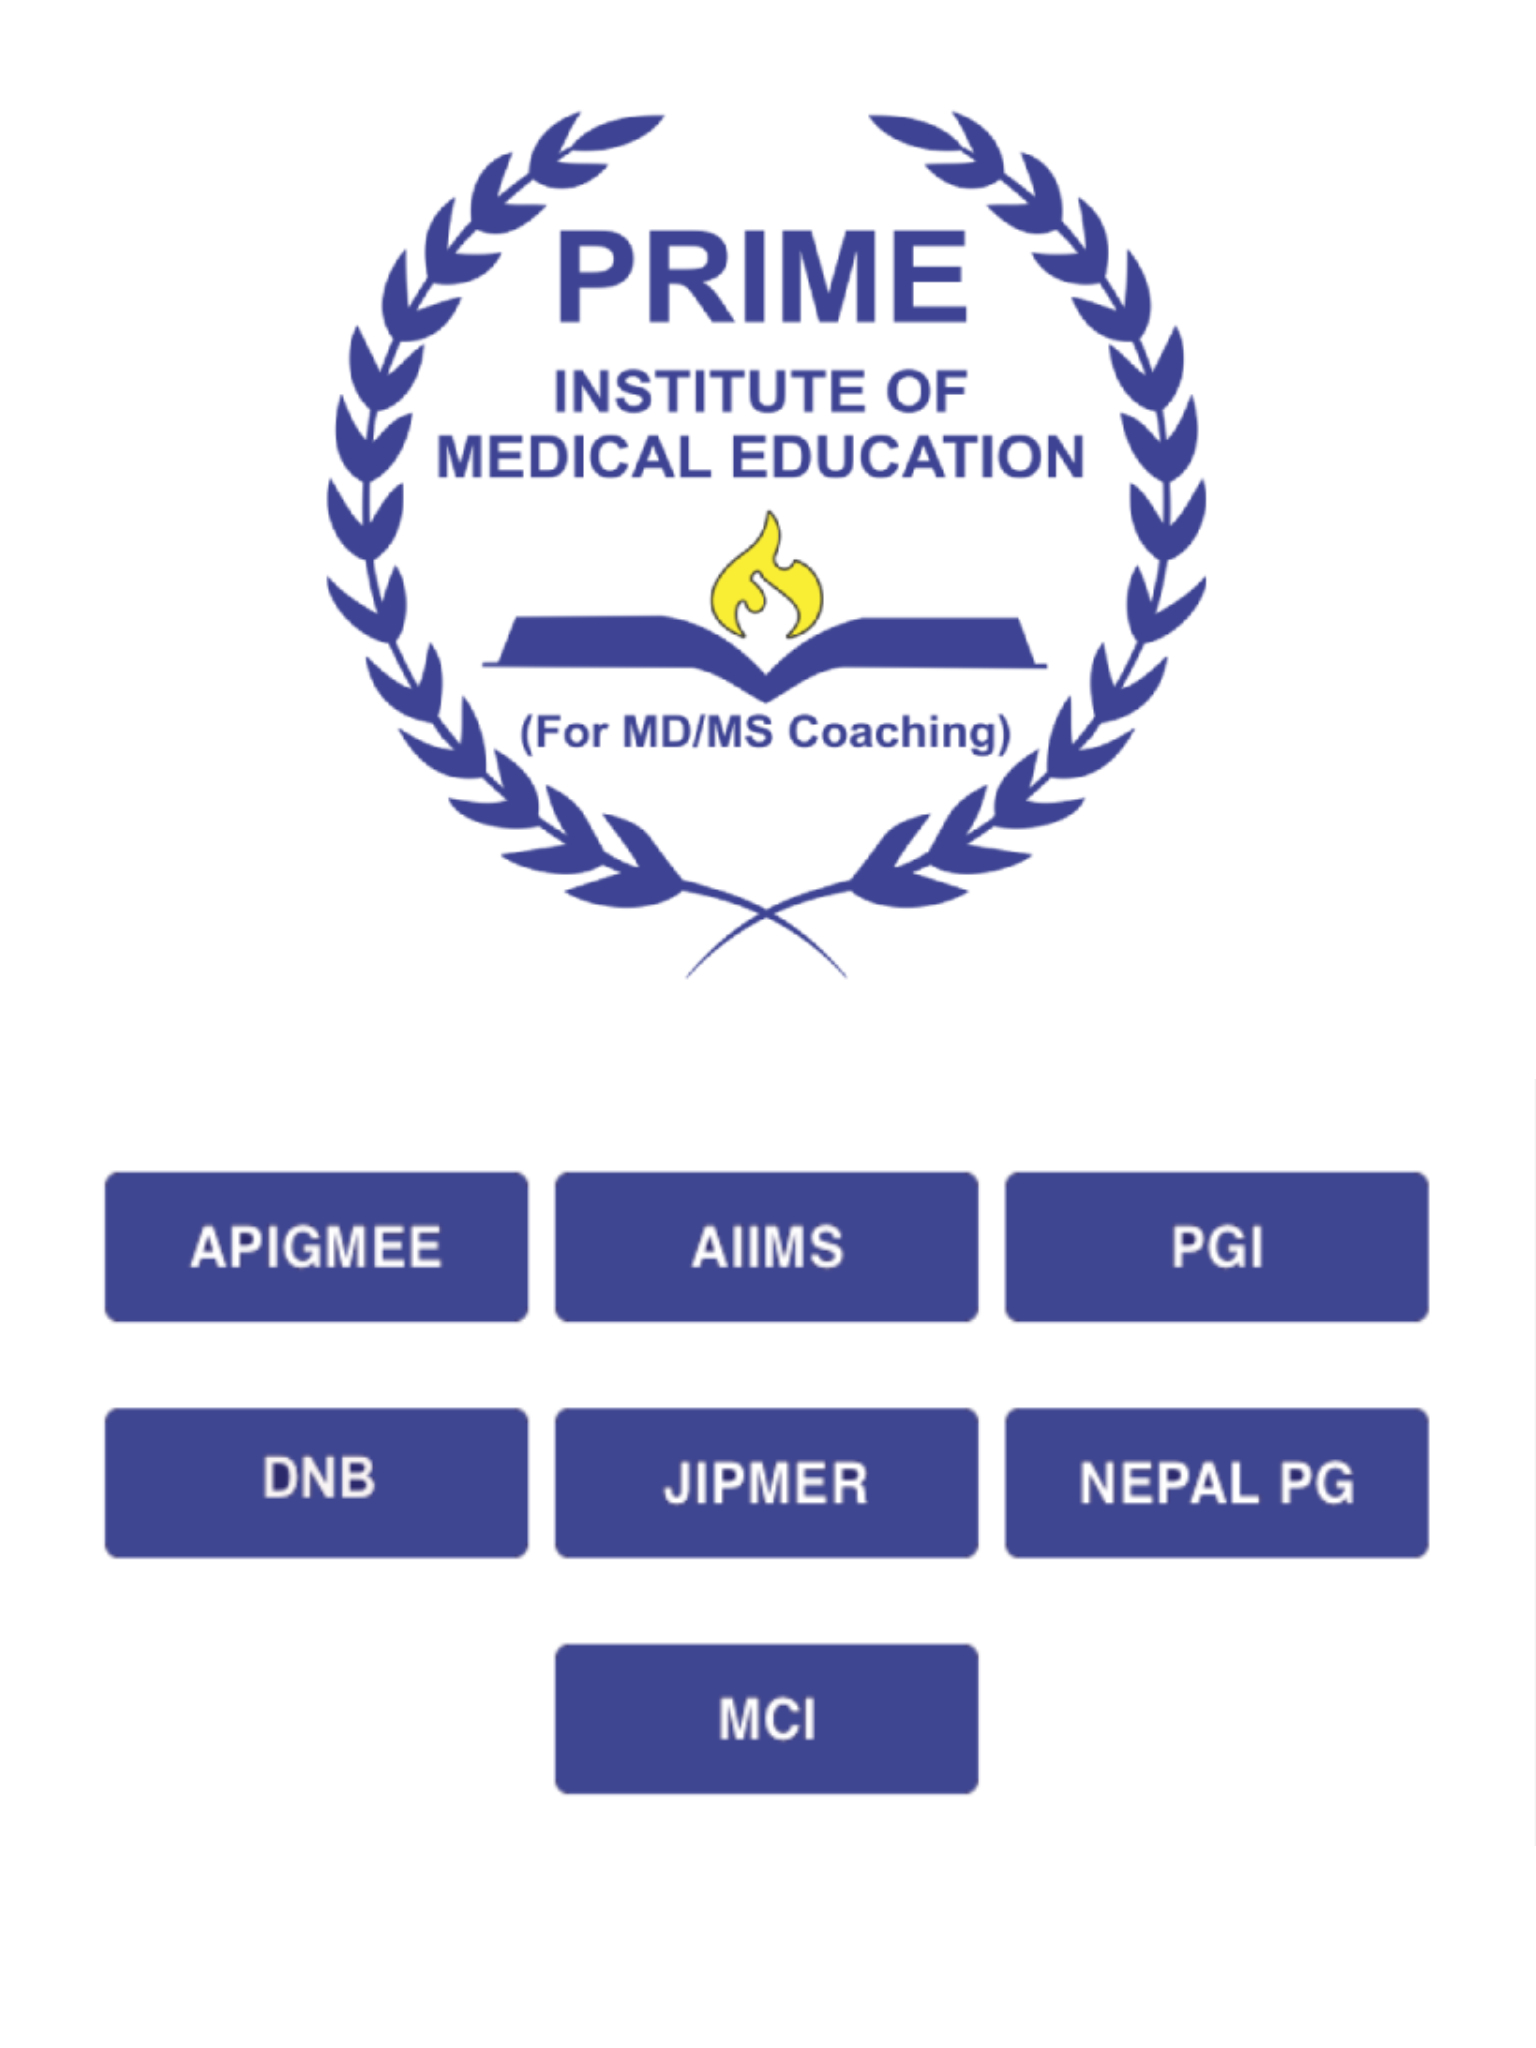 PRIME
INSTITUTE OF
MEDICAL EDUCATION
(For MD/MS Coaching)
APIGMEE AIIMS PGI
DNB JIPMER NEPAL PG
MCI